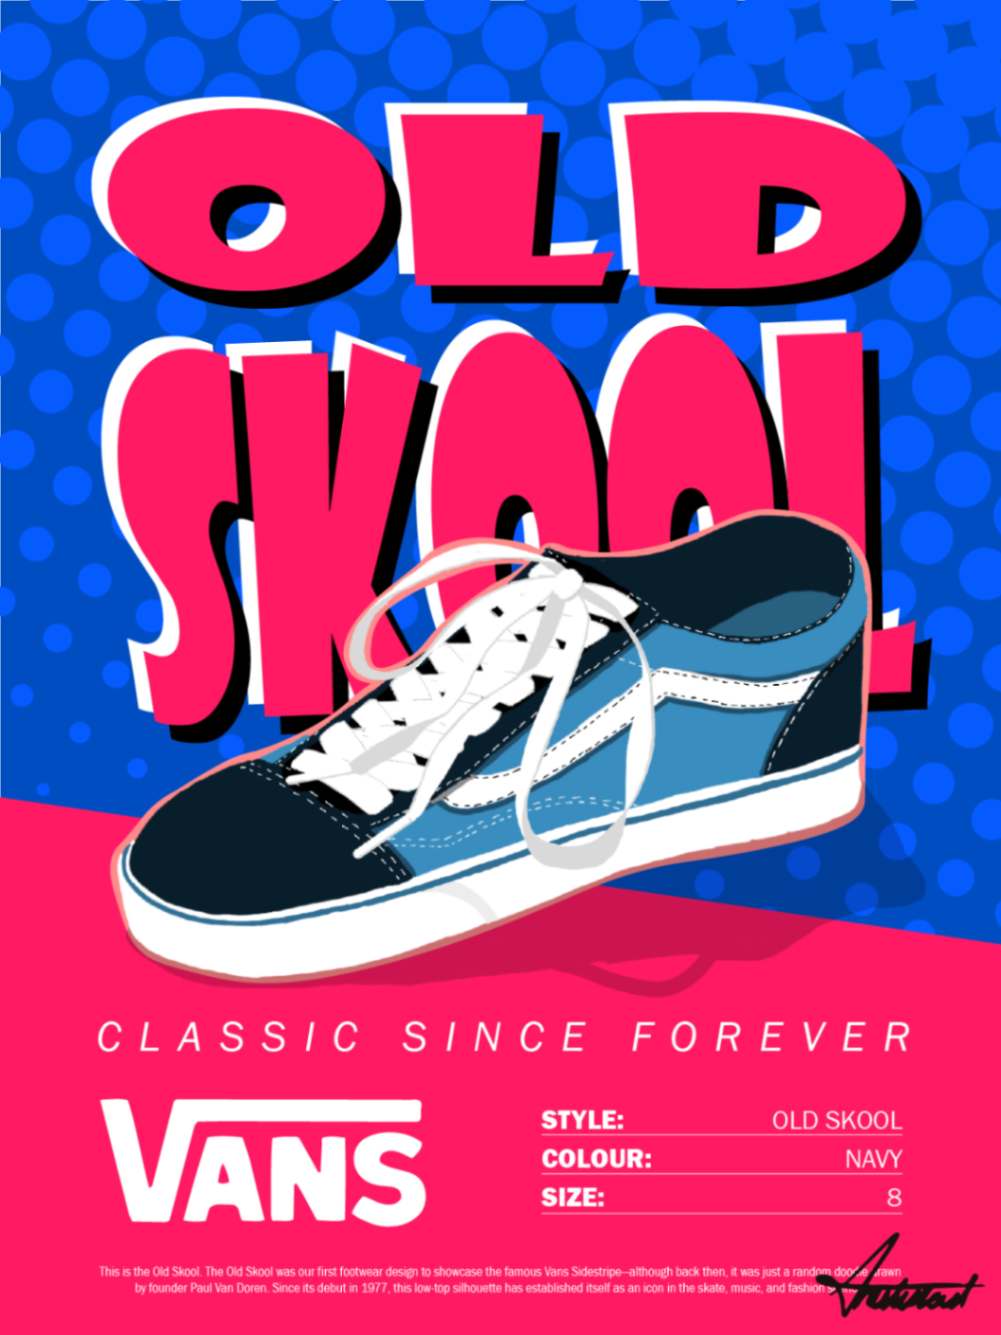 OLD
SKOOL
CLASSIC SINCE FOREVER
VANS
STYLE: OLD SKOOL
COLOUR: NAVY
SIZE: 8
This is the Old Skool. The Old Skool was our first footwear design to showcase the famous Vans Sidestripe—although back then, it was just a random doodle drawn
by founder Paul Van Doren. Since its debut in 1977, this low-top silhouette has established itself as an icon in the skate, music, and fashion